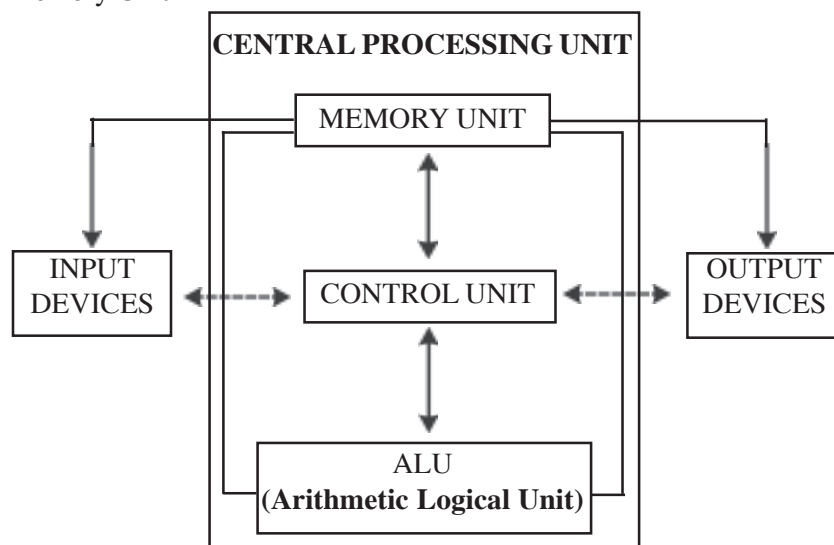 CENTRAL PROCESSING UNIT
MEMORY UNIT
INPUT
DEVICES
CONTROL UNIT
OUTPUT
DEVICES
ALU
(Arithmetic Logical Unit)